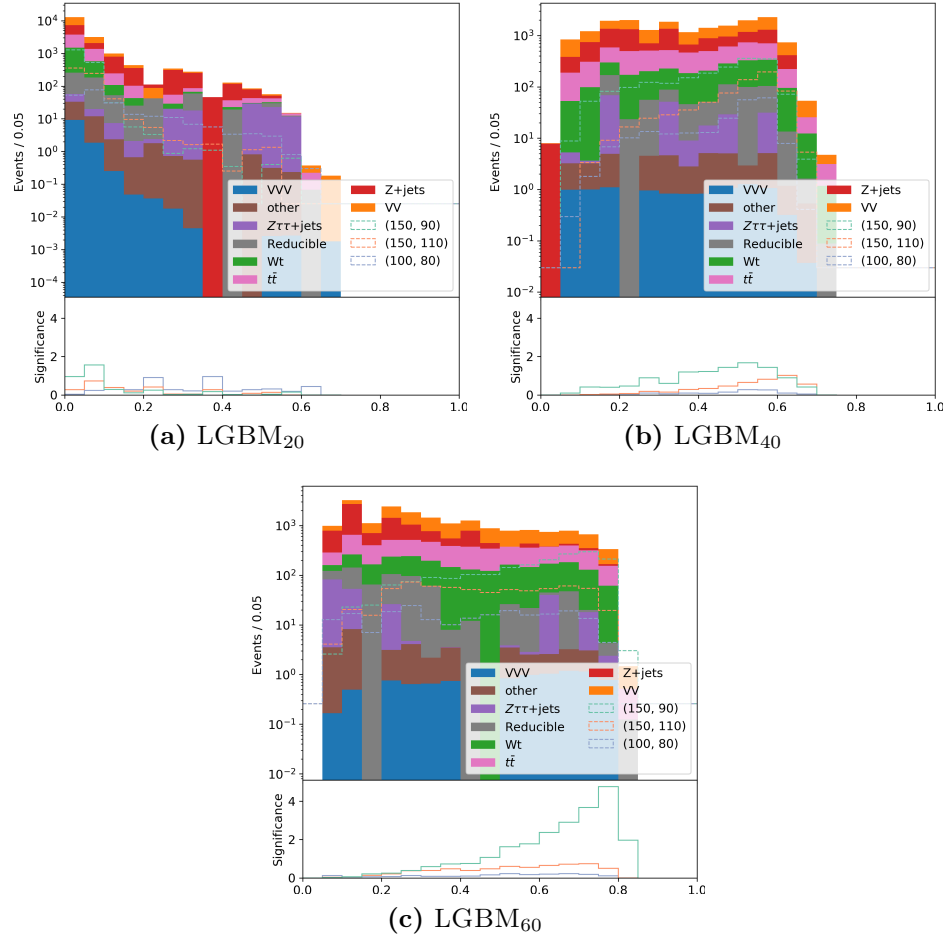 10⁴
10³
10²
10¹
10⁰
10⁻¹
10⁻²
10⁻³
10⁻⁴
Events / 0.05
VVV
other
Zττ+jets
Reducible
Wt
tt̄
Z+jets
VV
(150, 90)
(150, 110)
(100, 80)
Significance
4
2
0
0.0 0.2 0.4 0.6 0.8 1.0
(a) LGBM₂₀
10³
10²
10¹
10⁰
10⁻¹
10⁻²
Events / 0.05
VVV
other
Zττ+jets
Reducible
Wt
tt̄
Z+jets
VV
(150, 90)
(150, 110)
(100, 80)
Significance
4
2
0
0.0 0.2 0.4 0.6 0.8 1.0
(b) LGBM₄₀
10³
10²
10¹
10⁰
10⁻¹
10⁻²
Events / 0.05
VVV
other
Zττ+jets
Reducible
Wt
tt̄
Z+jets
VV
(150, 90)
(150, 110)
(100, 80)
Significance
4
2
0
0.0 0.2 0.4 0.6 0.8 1.0
(c) LGBM₆₀